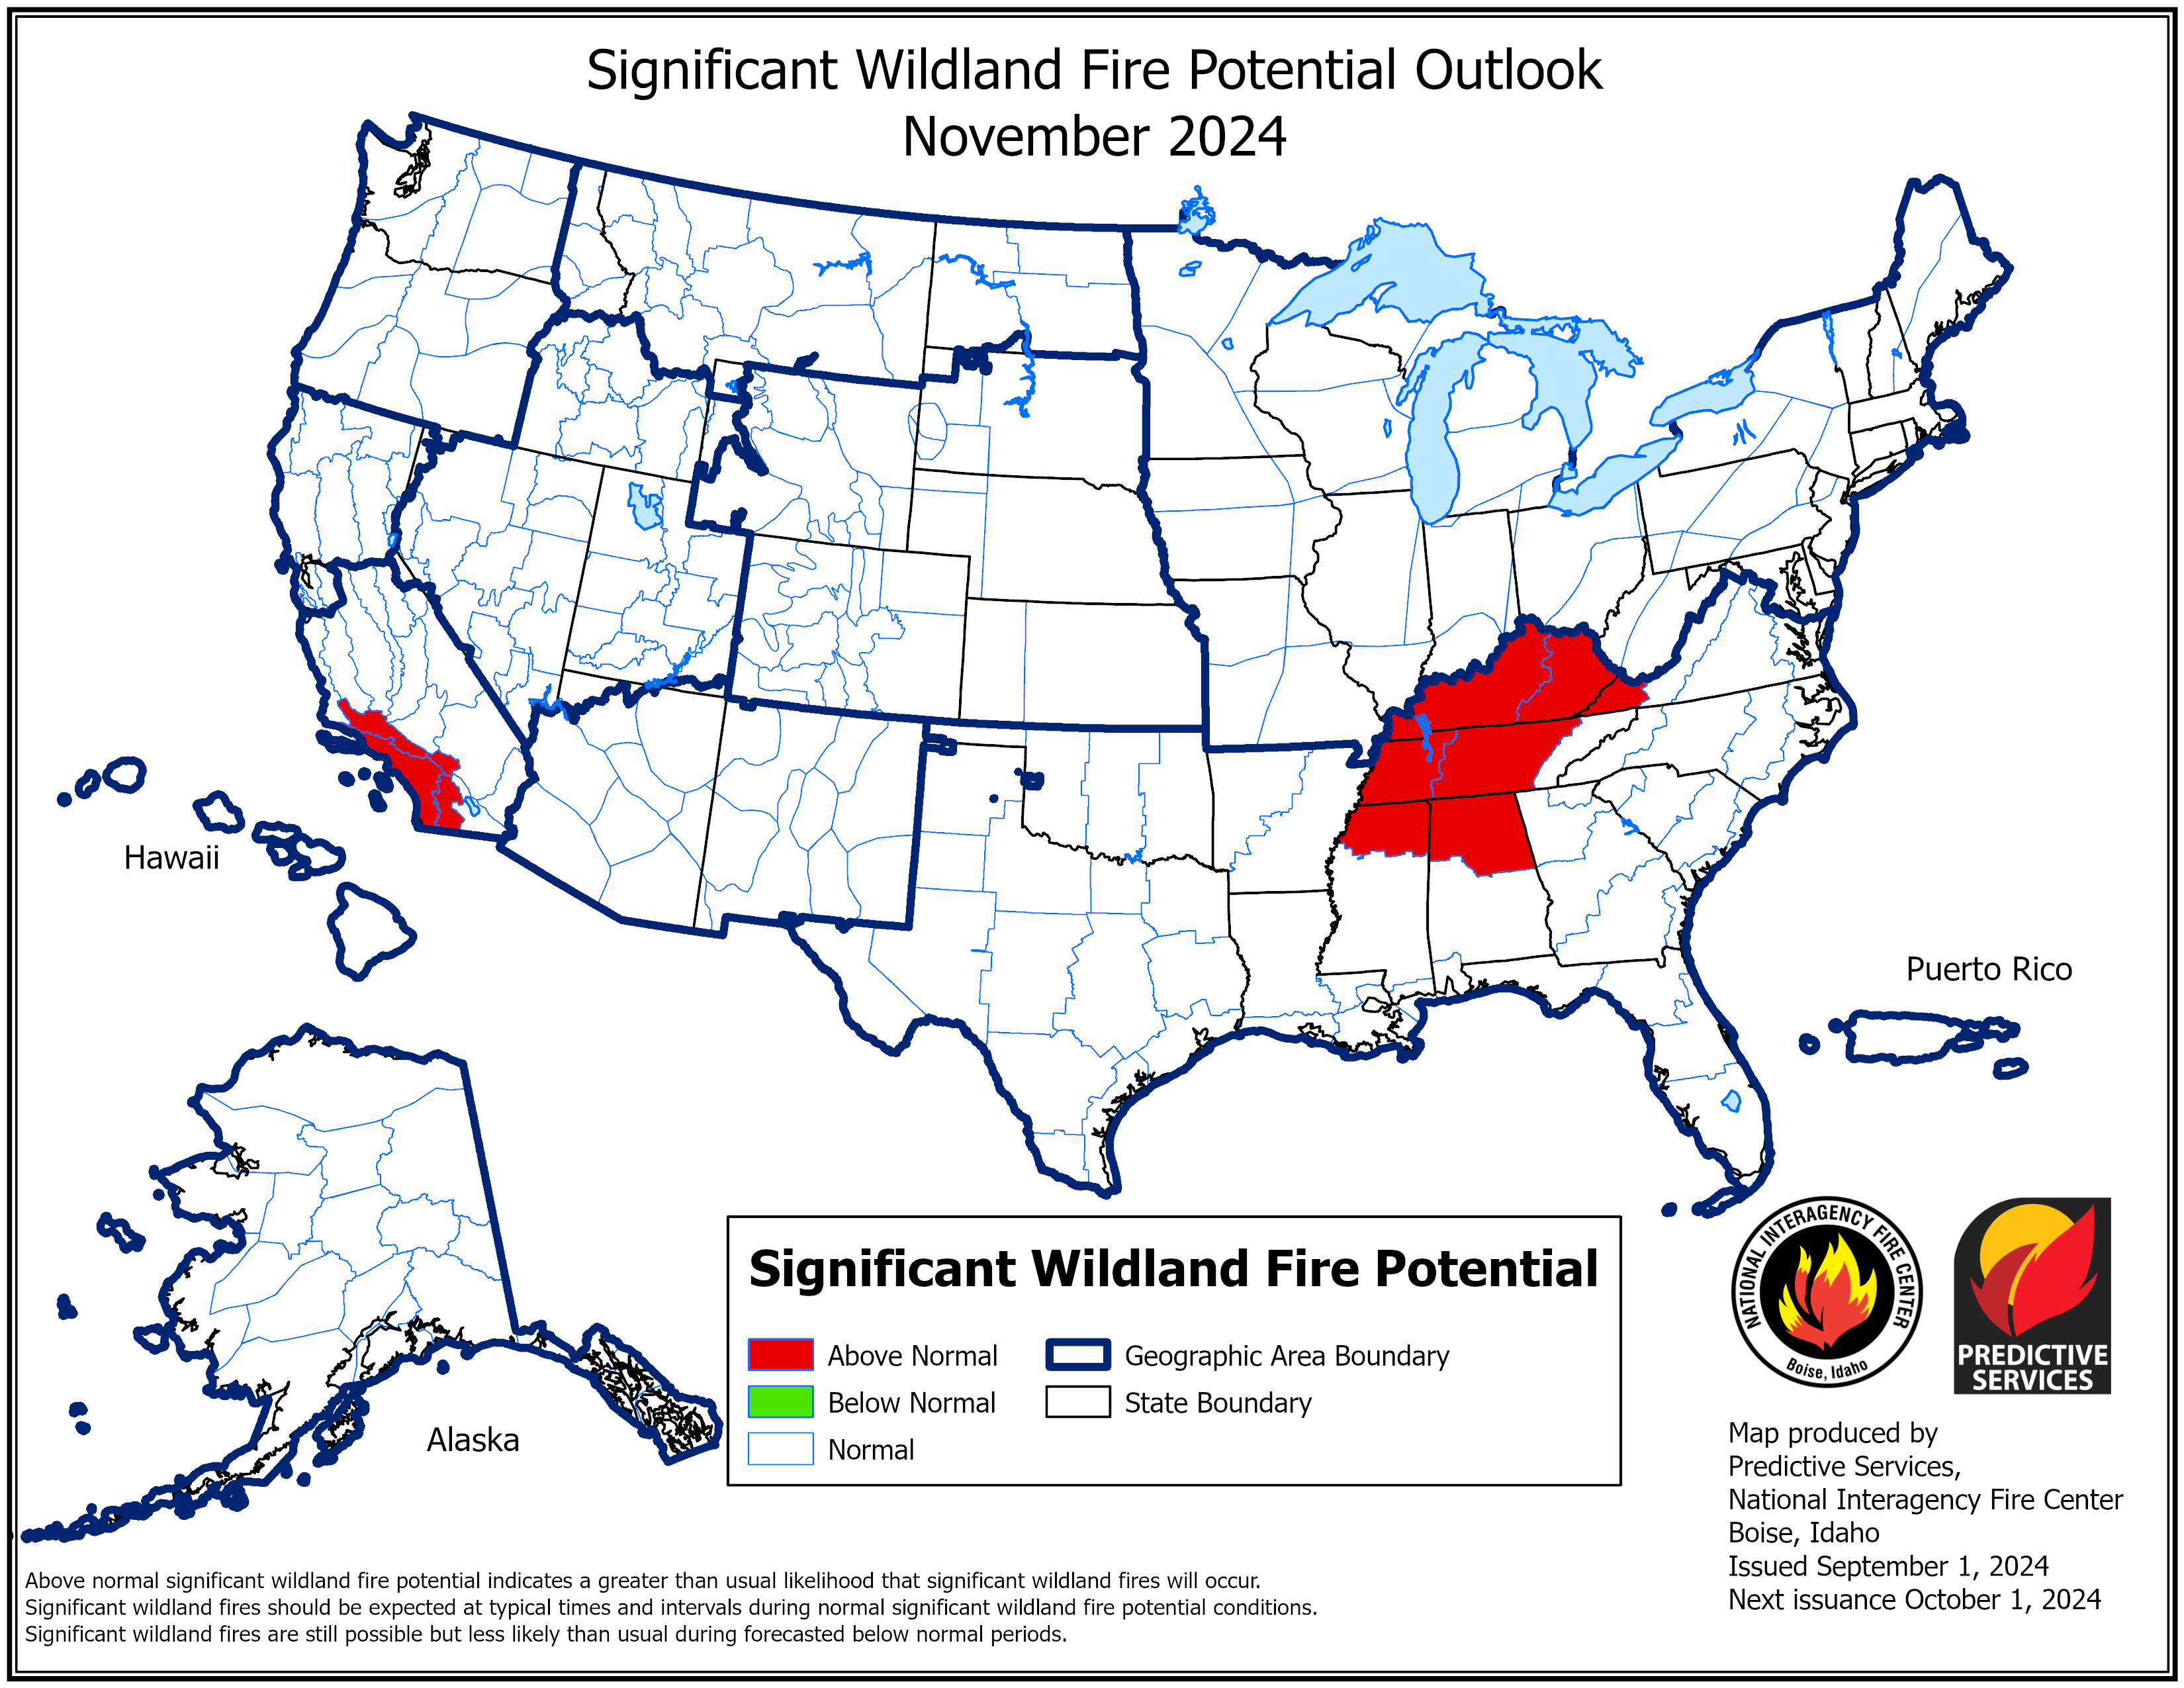 Significant Wildland Fire Potential Outlook
November 2024
Hawaii
Puerto Rico
Alaska
Significant Wildland Fire Potential
Above Normal
Below Normal
Normal
Geographic Area Boundary
State Boundary
NATIONAL INTERAGENCY FIRE CENTER
Boise, Idaho
PREDICTIVE
SERVICES
Map produced by
Predictive Services,
National Interagency Fire Center
Boise, Idaho
Issued September 1, 2024
Next issuance October 1, 2024
Above normal significant wildland fire potential indicates a greater than usual likelihood that significant wildland fires will occur.
Significant wildland fires should be expected at typical times and intervals during normal significant wildland fire potential conditions.
Significant wildland fires are still possible but less likely than usual during forecasted below normal periods.